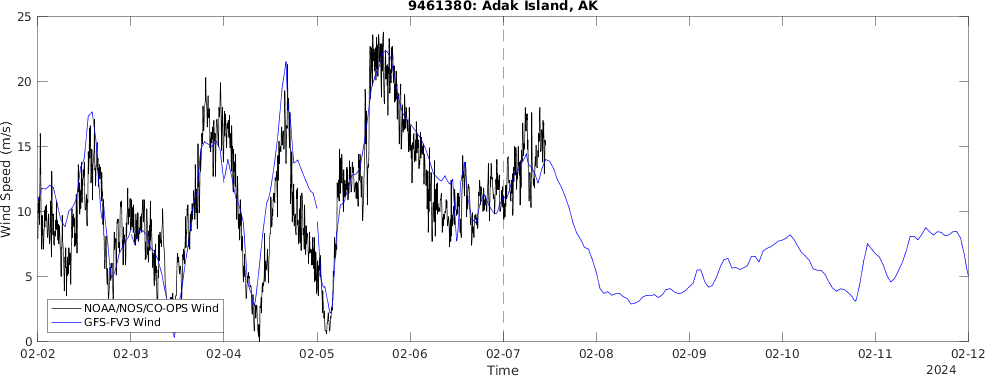 9461380: Adak Island, AK
Wind Speed (m/s)
25
20
15
10
5
0
NOAA/NOS/CO-OPS Wind
GFS-FV3 Wind
02-02 02-03 02-04 02-05 02-06 02-07 02-08 02-09 02-10 02-11 02-12
Time
2024